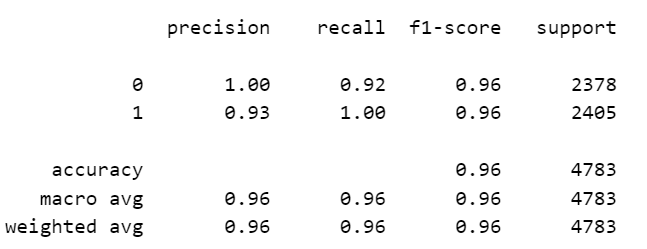 precision recall f1-score support
0 1.00 0.92 0.96 2378
1 0.93 1.00 0.96 2405
accuracy 0.96 4783
macro avg 0.96 0.96 0.96 4783
weighted avg 0.96 0.96 0.96 4783